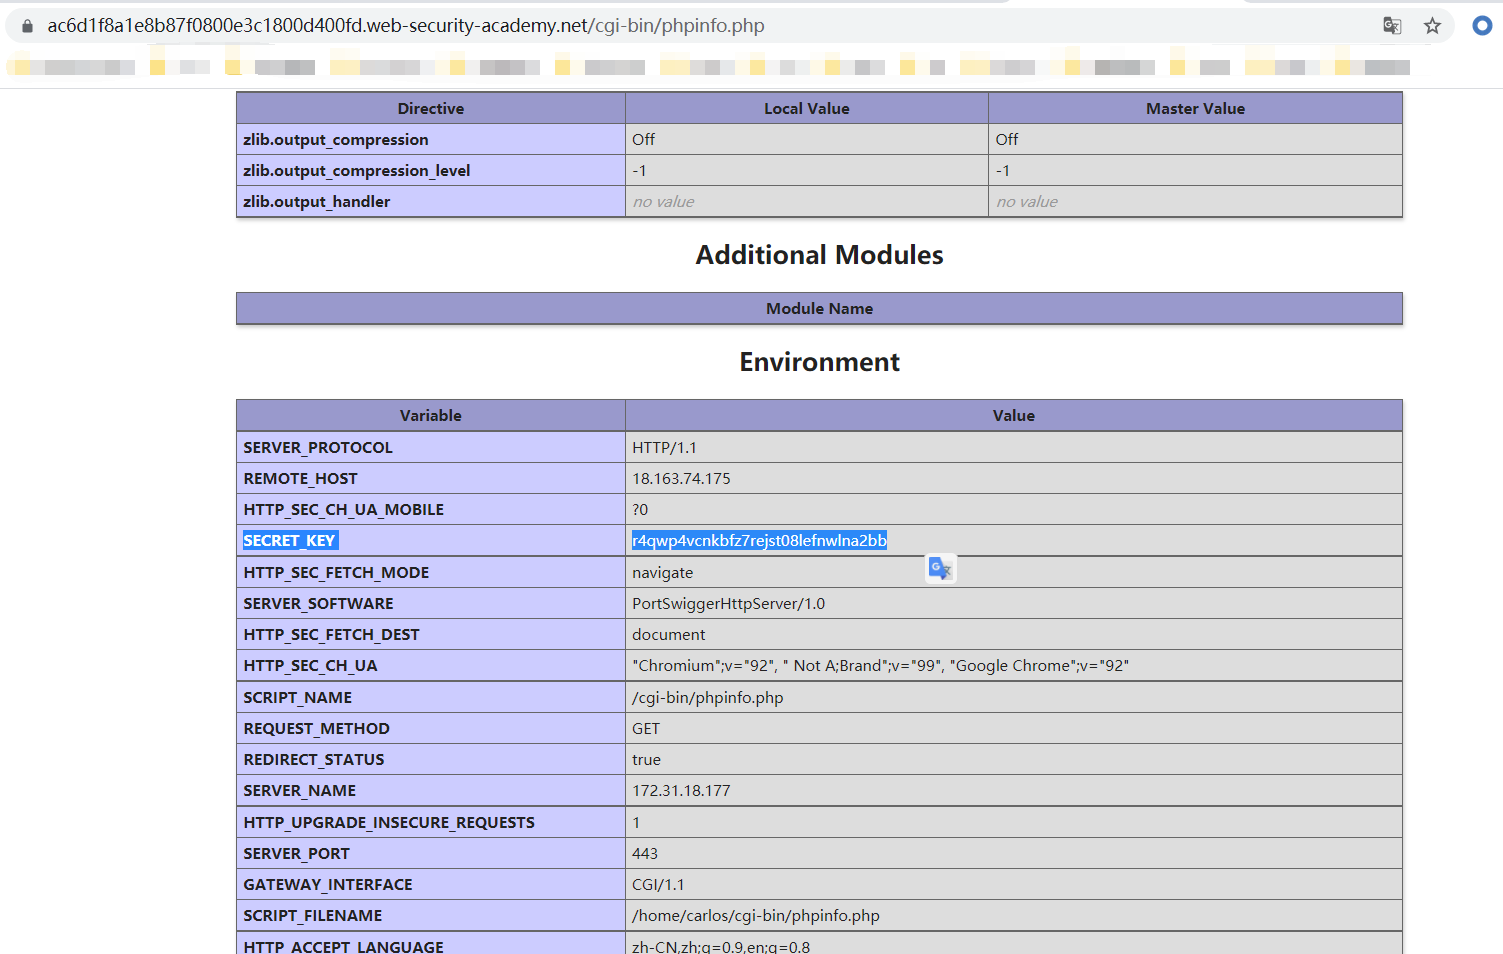 ac6d1f8a1e8b87f0800e3c1800d400fd.web-security-academy.net/cgi-bin/phpinfo.php
Directive Local Value Master Value
zlib.output_compression Off Off
zlib.output_compression_level -1 -1
zlib.output_handler no value no value
Additional Modules
Module Name
Environment
Variable Value
SERVER_PROTOCOL HTTP/1.1
REMOTE_HOST 18.163.74.175
HTTP_SEC_CH_UA_MOBILE ?0
SECRET_KEY r4qwp4vcnkbfz7rejst08lefnwlna2bb
HTTP_SEC_FETCH_MODE navigate
SERVER_SOFTWARE PortSwiggerHttpServer/1.0
HTTP_SEC_FETCH_DEST document
HTTP_SEC_CH_UA "Chromium";v="92", " Not A;Brand";v="99", "Google Chrome";v="92"
SCRIPT_NAME /cgi-bin/phpinfo.php
REQUEST_METHOD GET
REDIRECT_STATUS true
SERVER_NAME 172.31.18.177
HTTP_UPGRADE_INSECURE_REQUESTS 1
SERVER_PORT 443
GATEWAY_INTERFACE CGI/1.1
SCRIPT_FILENAME /home/carlos/cgi-bin/phpinfo.php
HTTP_ACCEPT_LANGUAGE zh-CN,zh;q=0.9,en;q=0.8